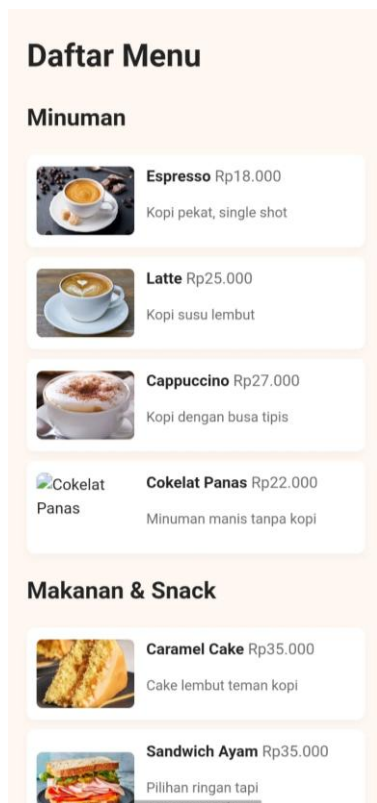 Daftar Menu
Minuman
Espresso Rp18.000
Kopi pekat, single shot
Latte Rp25.000
Kopi susu lembut
Cappuccino Rp27.000
Kopi dengan busa tipis
Cokelat
Panas
Cokelat Panas Rp22.000
Minuman manis tanpa kopi
Makanan & Snack
Caramel Cake Rp35.000
Cake lembut teman kopi
Sandwich Ayam Rp35.000
Pilihan ringan tapi